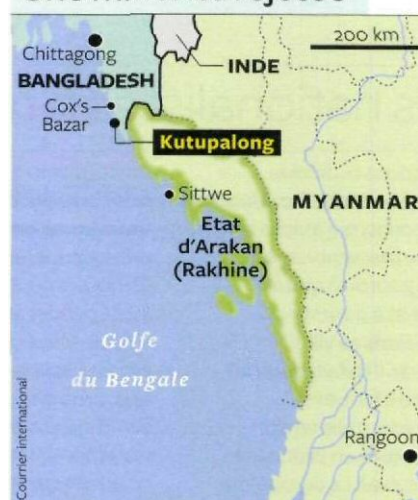 Chittagong
BANGLADESH
INDE
200 km
Cox's
Bazar
Kutupalong
Sittwe
MYANMAR
Etat
d'Arakan
(Rakhine)
Golfe
du Bengale
Rangoon
Courrier international